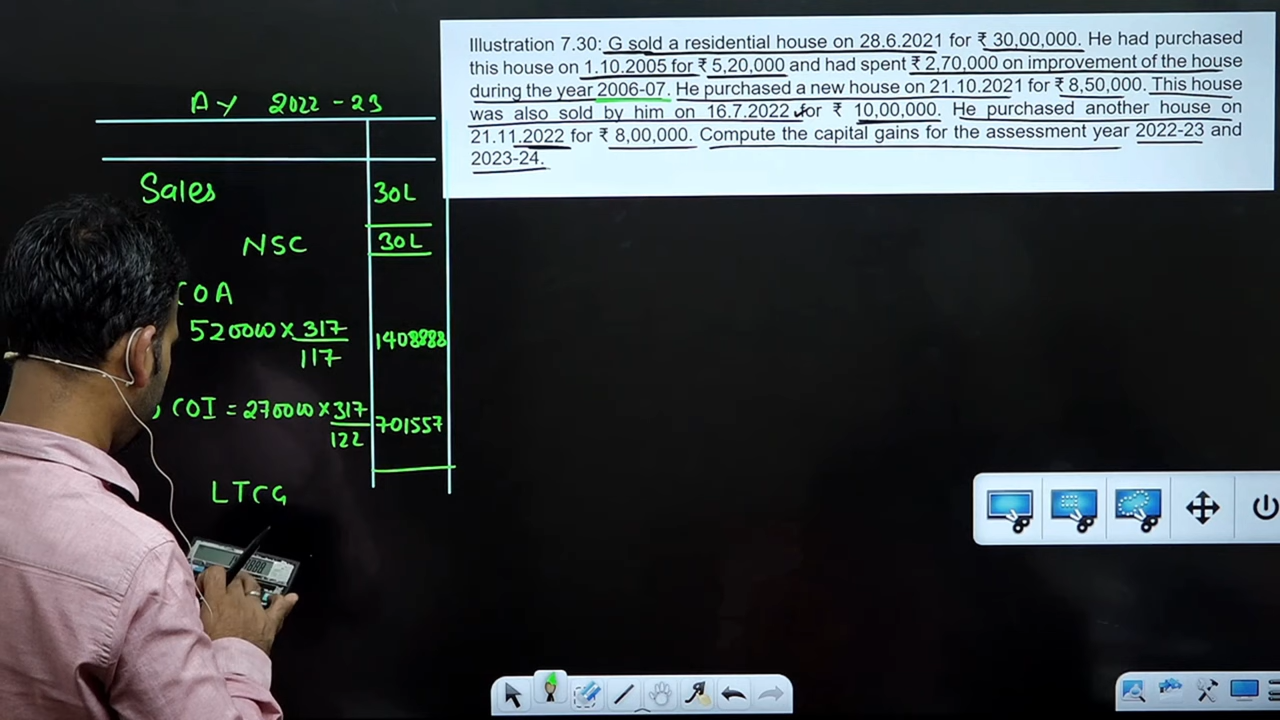 Illustration 7.30: G sold a residential house on 28.6.2021 for ₹ 30,00,000. He had purchased
this house on 1.10.2005 for ₹ 5,20,000 and had spent ₹ 2,70,000 on improvement of the house
during the year 2006-07. He purchased a new house on 21.10.2021 for ₹ 8,50,000. This house
was also sold by him on 16.7.2022 for ₹ 10,00,000. He purchased another house on
21.11.2022 for ₹ 8,00,000. Compute the capital gains for the assessment year 2022-23 and
2023-24.
AY 2022-23
Sales 30L
NSC 30L
COA
520000 × 317/117 1408888
COI = 270000 × 317/122 701557
LTCG